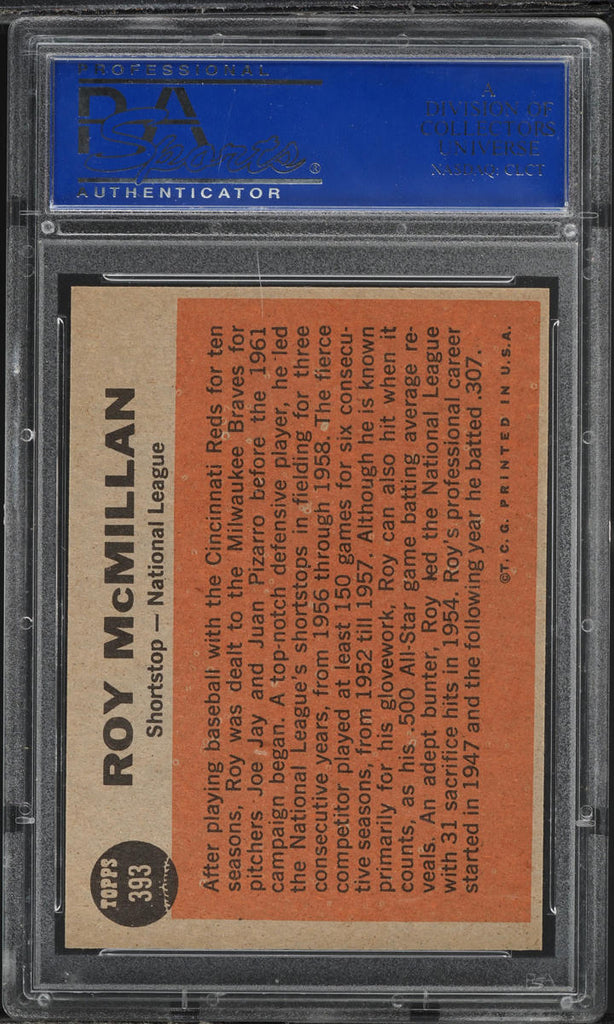 PROFESSIONAL
PSA
Sports ®
AUTHENTICATOR
A
DIVISION OF
COLLECTORS
UNIVERSE
NASDAQ: CLCT
TOPPS
393
ROY McMILLAN
Shortstop — National League
After playing baseball with the Cincinnati Reds for ten
seasons, Roy was dealt to the Milwaukee Braves for
pitchers Joe Jay and Juan Pizarro before the 1961
campaign began. A top-notch defensive player, he led
the National League's shortstops in fielding for three
consecutive years, from 1956 through 1958. The fierce
competitor played at least 150 games for six consecu-
tive seasons, from 1952 till 1957. Although he is known
primarily for his glovework, Roy can also hit when it
counts, as his .500 All-Star game batting average re-
veals. An adept bunter, Roy led the National League
with 31 sacrifice hits in 1954. Roy's professional career
started in 1947 and the following year he batted .307.
©T. C. G. PRINTED IN U.S.A.
PSA